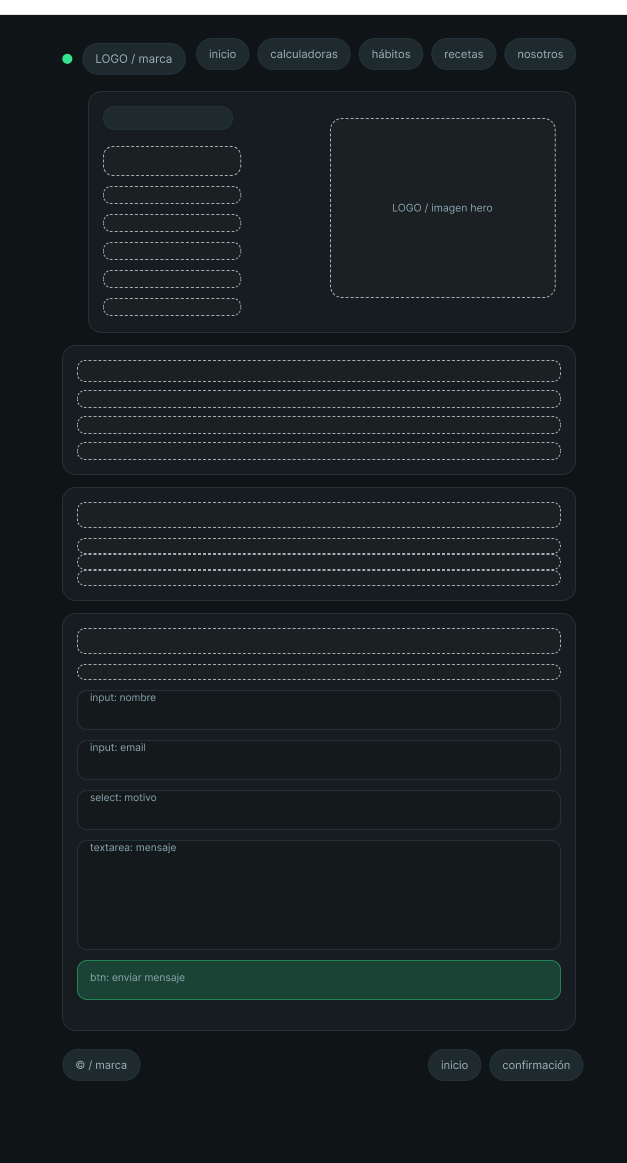 LOGO / marca
inicio
calculadoras
hábitos
recetas
nosotros
LOGO / imagen hero
input: nombre
input: email
select: motivo
textarea: mensaje
btn: enviar mensaje
© / marca
inicio
confirmación